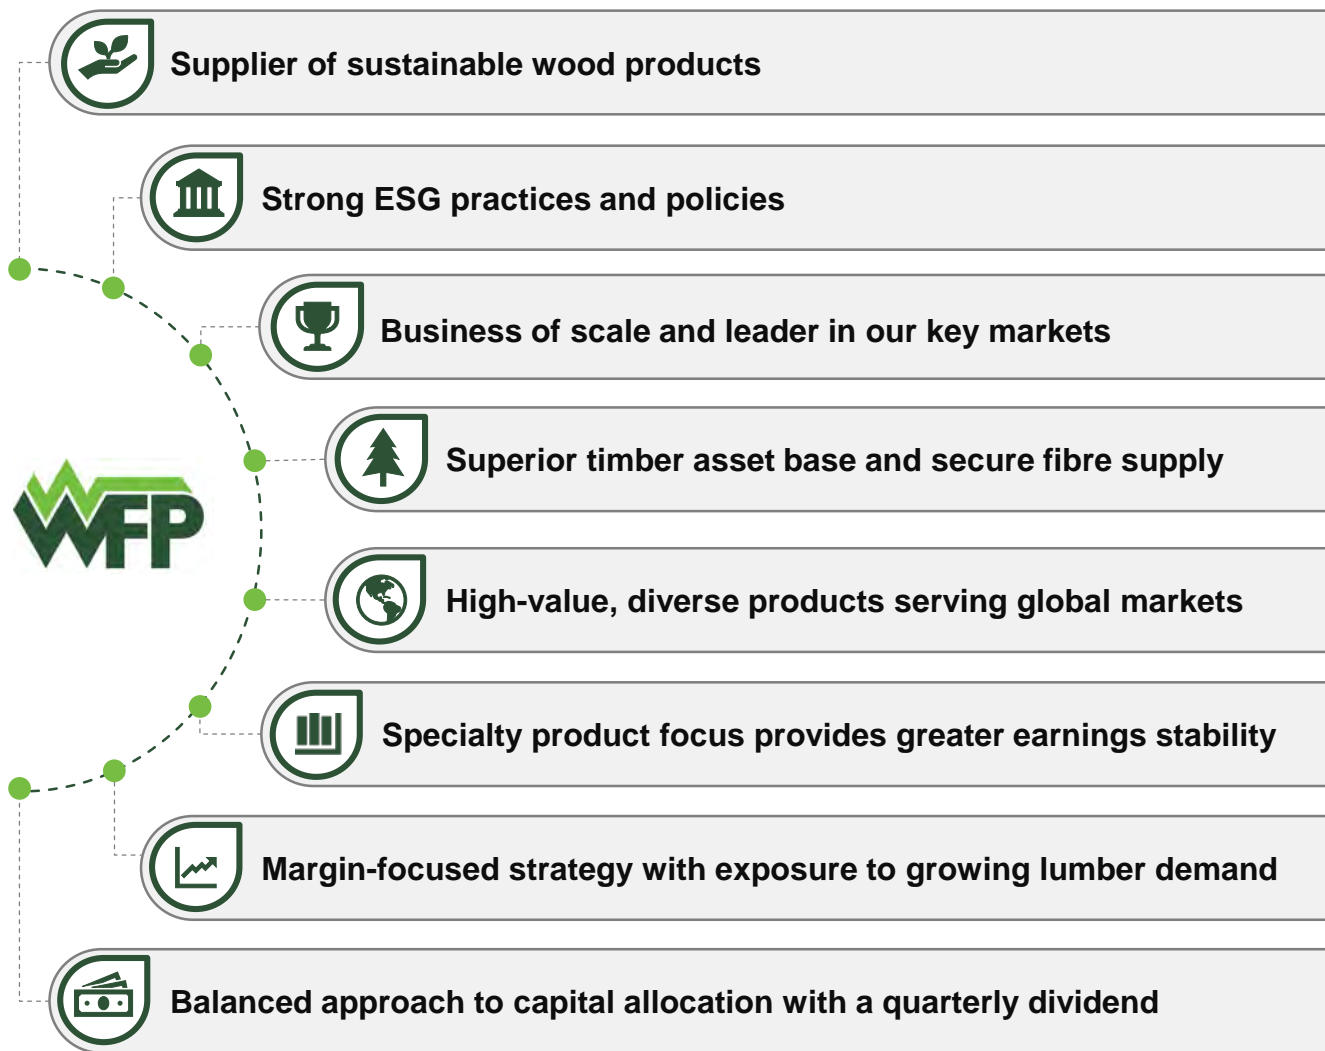 Supplier of sustainable wood products
Strong ESG practices and policies
Business of scale and leader in our key markets
Superior timber asset base and secure fibre supply
WFP
High-value, diverse products serving global markets
Specialty product focus provides greater earnings stability
Margin-focused strategy with exposure to growing lumber demand
Balanced approach to capital allocation with a quarterly dividend